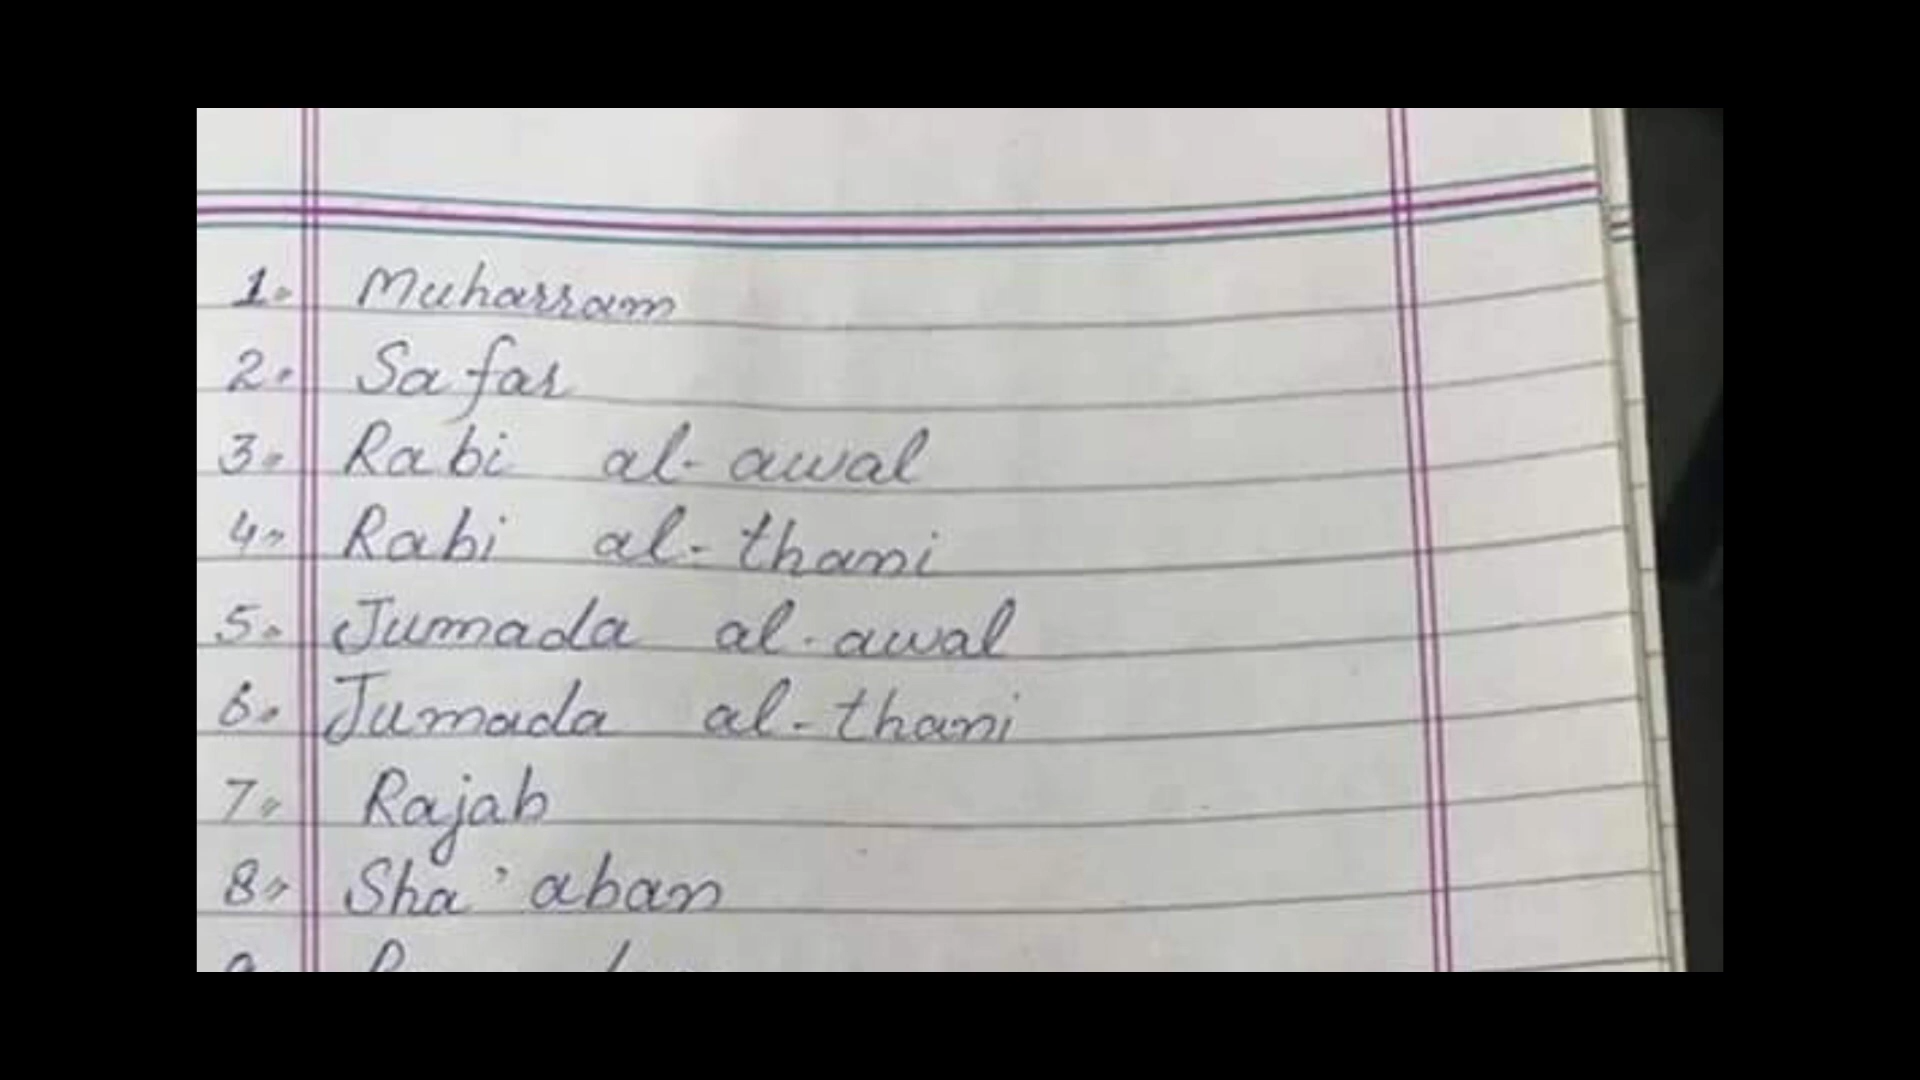 1. Muharram
2. Safar
3. Rabi al-awal
4. Rabi al-thani
5. Jumada al-awal
6. Jumada al-thani
7. Rajab
8. Sha'aban